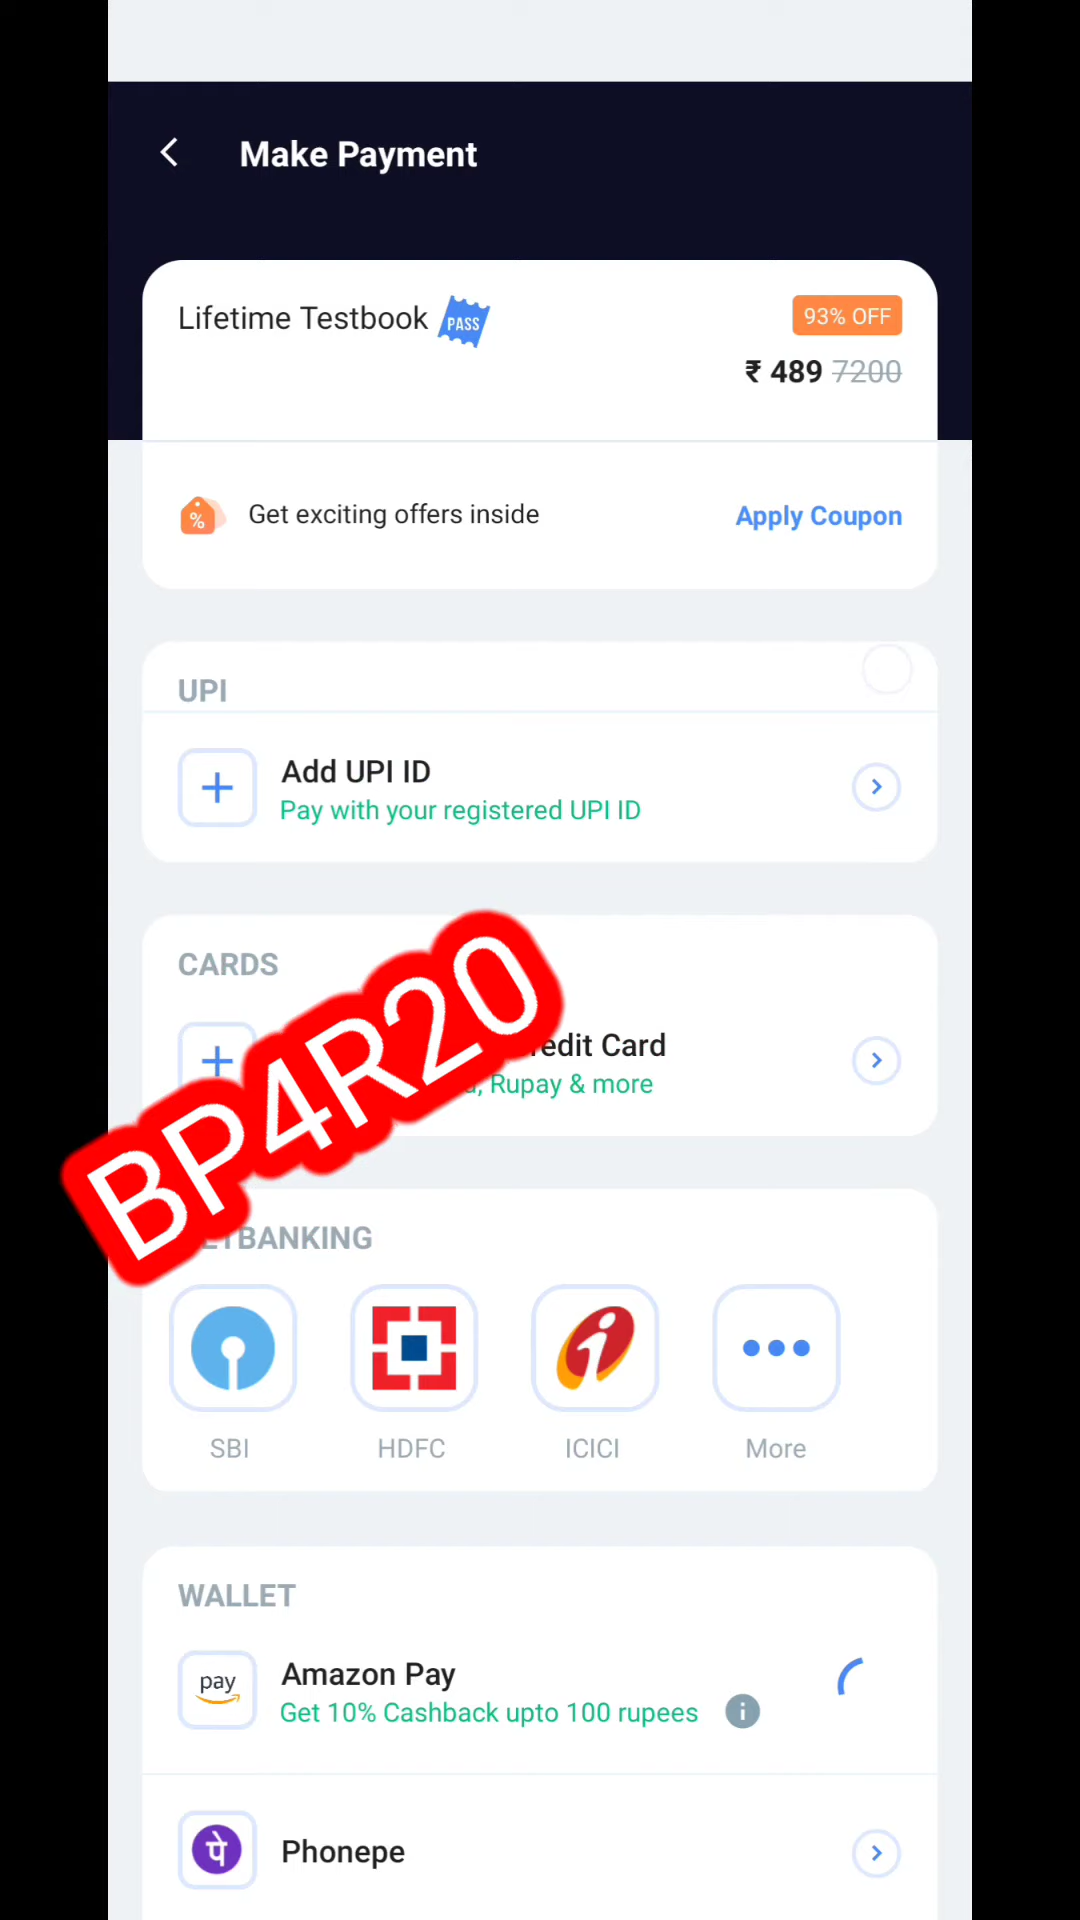 Make Payment
Lifetime Testbook PASS
93% OFF
₹ 489 7200
%
Get exciting offers inside
Apply Coupon
UPI
Add UPI ID
Pay with your registered UPI ID
CARDS
edit Card
, Rupay & more
BP4R20
ETBANKING
SBI
HDFC
ICICI
More
WALLET
pay
Amazon Pay
Get 10% Cashback upto 100 rupees
i
पे
Phonepe